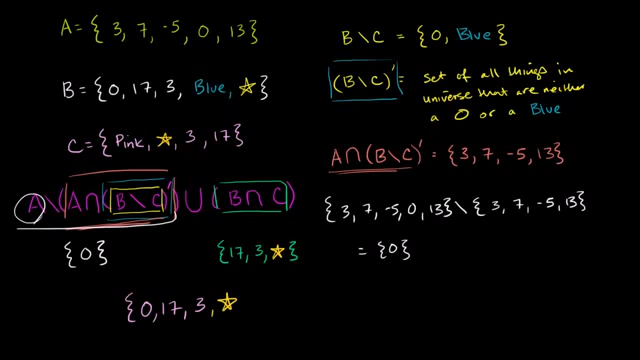 A = { 3, 7, -5, 0, 13}
B = {0, 17, 3, Blue, ☆}
C = {Pink, ☆, 3, 17}
A \ (A ∩ (B \ C)') ∪ (B ∩ C)
{0}
{17, 3, ☆}
{0, 17, 3, ☆
B \ C = {0, Blue}
(B \ C)' = set of all things in
universe that are neither
a 0 or a Blue
A ∩ (B \ C)' = {3, 7, -5, 13}
{3, 7, -5, 0, 13} \ {3, 7, -5, 13}
= {0}